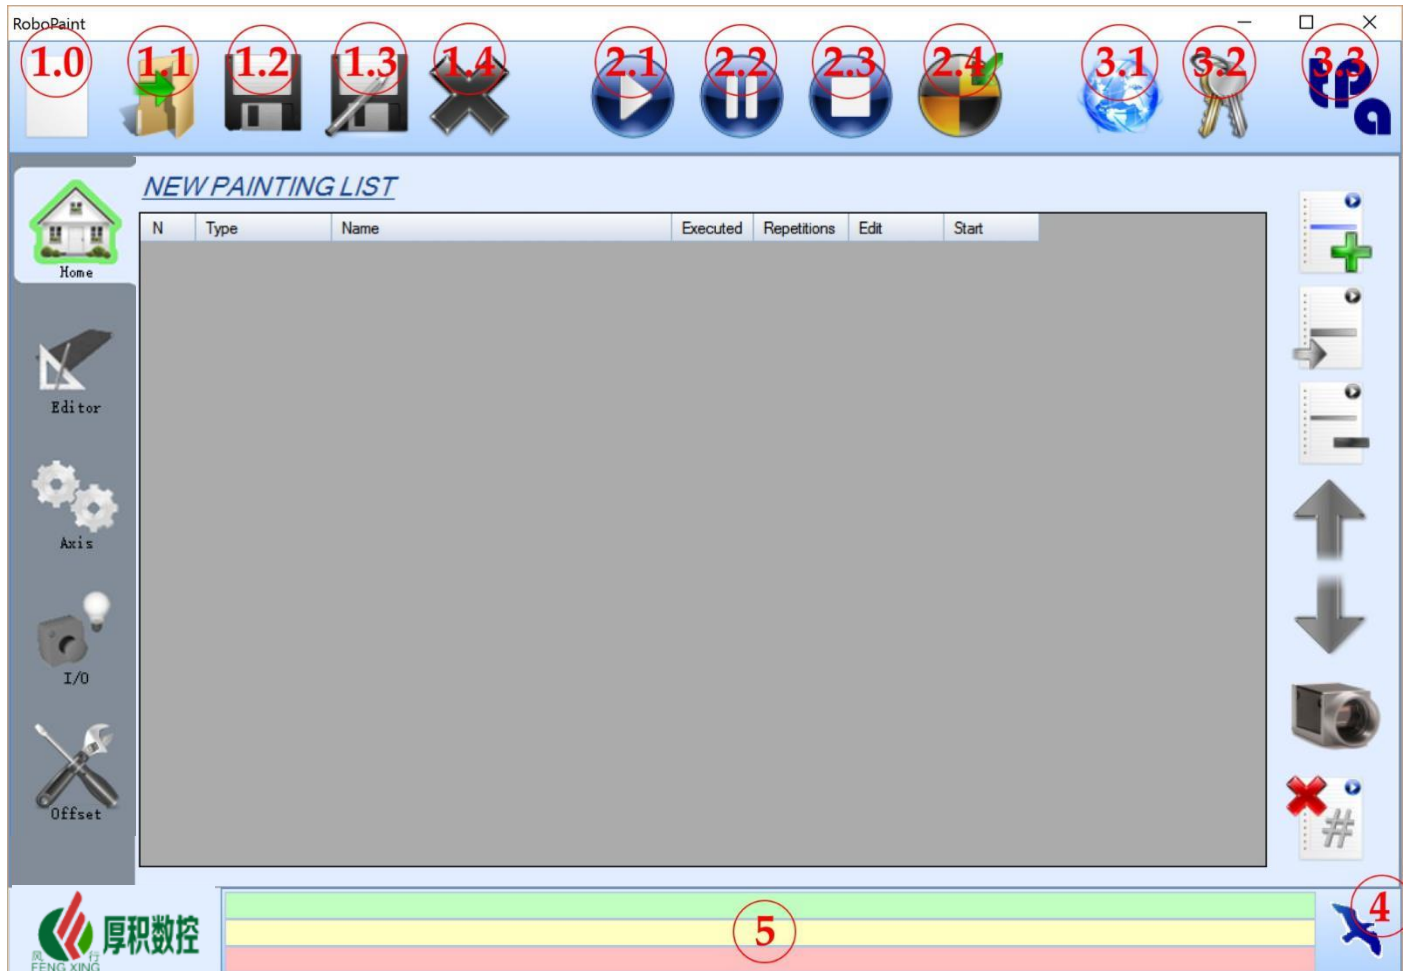 RoboPaint
1.0 1.1 1.2 1.3 1.4 2.1 2.2 2.3 2.4 3.1 3.2 3.3
tpa
NEW PAINTING LIST
N Type Name Executed Repetitions Edit Start
Home
Editor
Axis
I/O
Offset
#
4
5
厚积数控
风 行
FENG XING